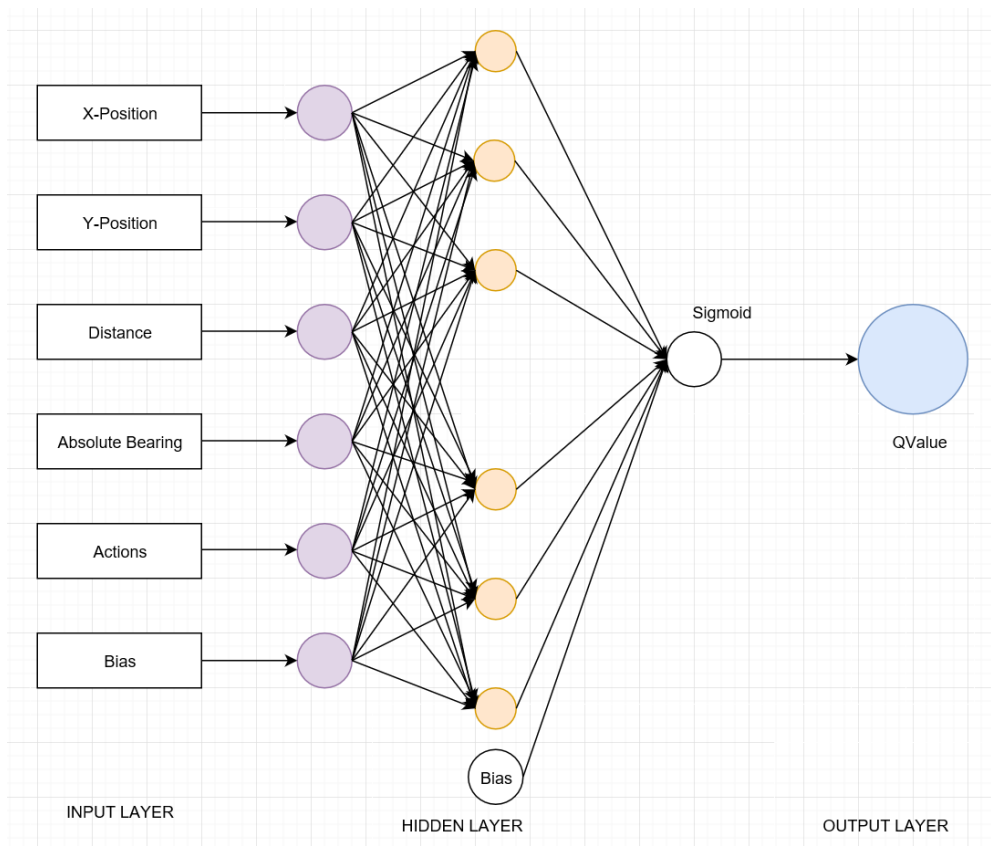 X-Position
Y-Position
Distance
Absolute Bearing
Actions
Bias
Bias
Sigmoid
QValue
INPUT LAYER
HIDDEN LAYER
OUTPUT LAYER